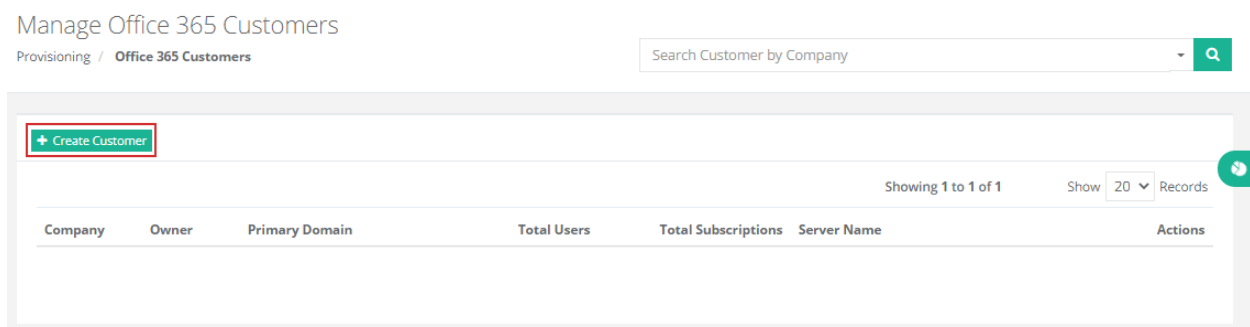 Manage Office 365 Customers
Provisioning / Office 365 Customers
Search Customer by Company
+ Create Customer
Showing 1 to 1 of 1 Show 20 Records
Company Owner Primary Domain Total Users Total Subscriptions Server Name Actions